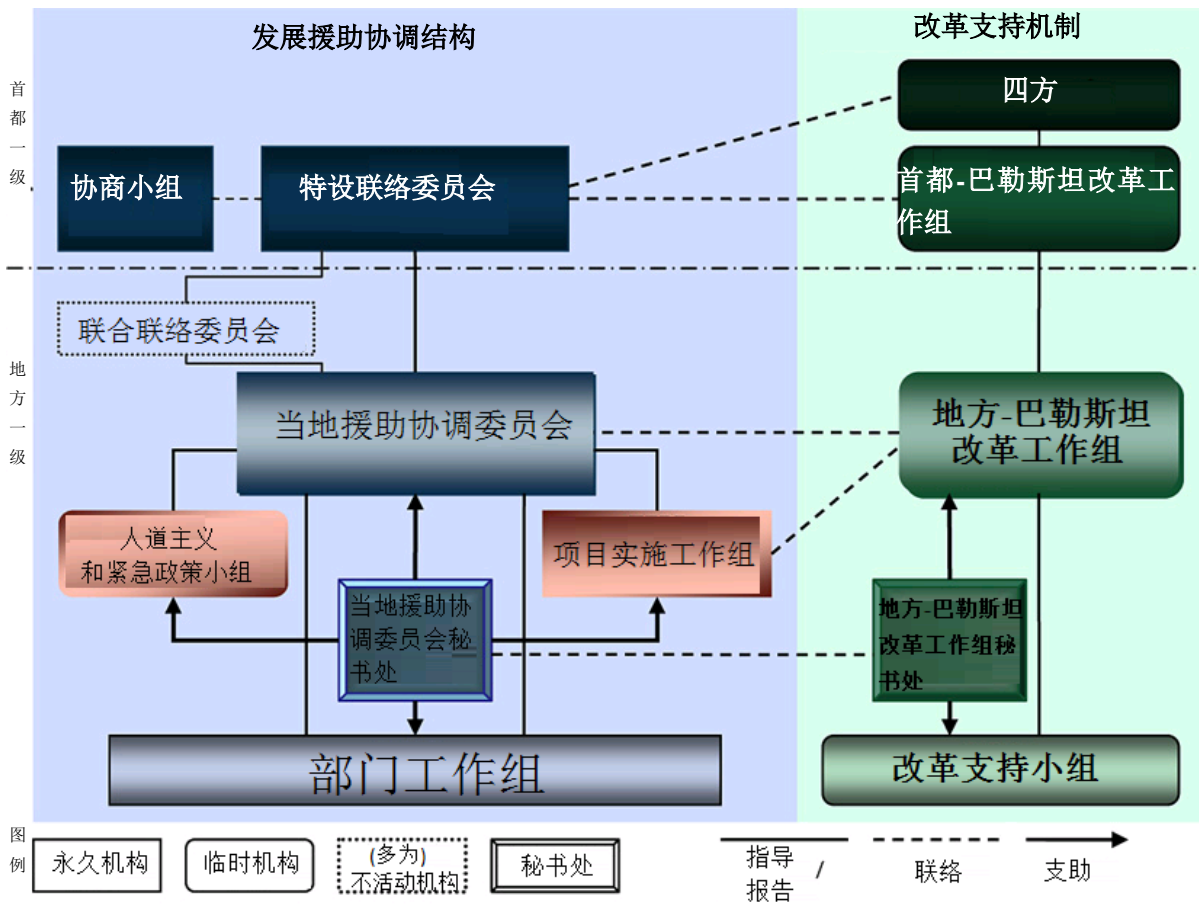 发展援助协调结构
改革支持机制
首都一级
四方
协商小组
特设联络委员会
首都-巴勒斯坦改革工
作组
联合联络委员会
地方一级
当地援助协调委员会
地方-巴勒斯坦
改革工作组
人道主义
和紧急政策小组
项目实施工作组
当地援助协
调委员会秘
书处
地方-巴勒斯坦
改革工作组秘
书处
部门工作组
改革支持小组
图例
永久机构
临时机构
(多为)
不活动机构
秘书处
指导 /
报告
联络
支助